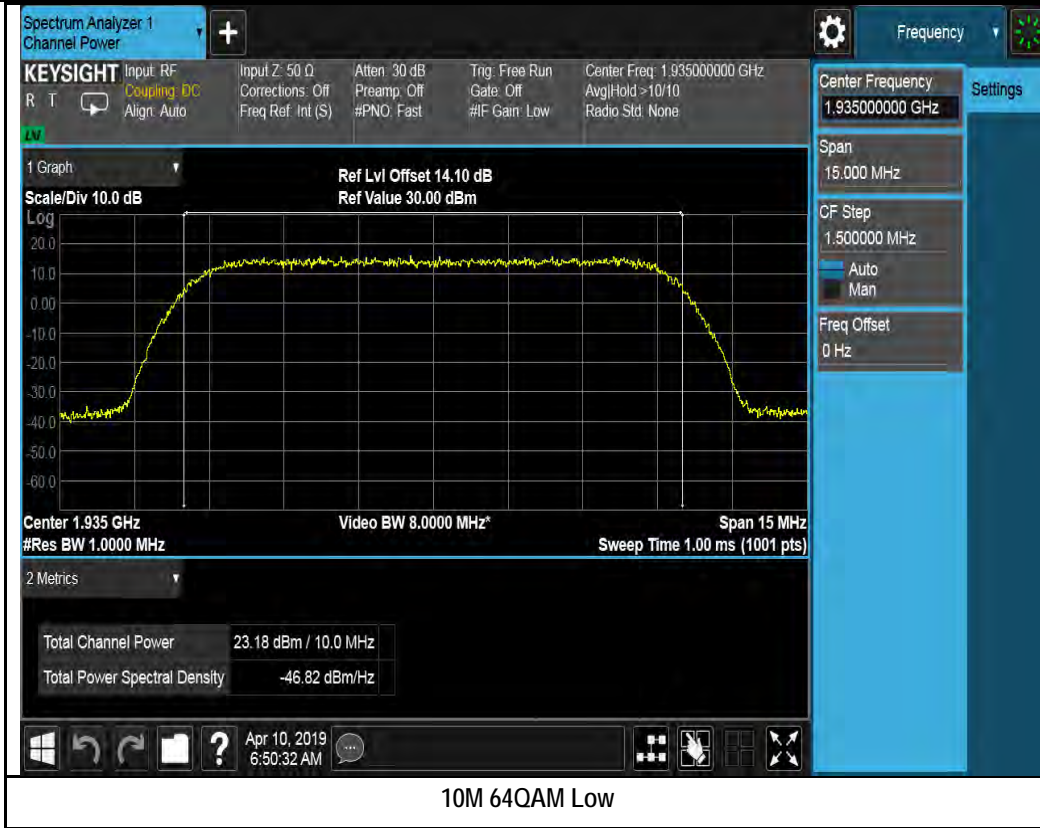 Spectrum Analyzer 1
Channel Power
+
Frequency
KEYSIGHT
R T
LV
Input: RF
Coupling: DC
Align: Auto
Input Z: 50 Ω
Corrections: Off
Freq Ref: Int (S)
Atten: 30 dB
Preamp: Off
#PNO: Fast
Trig: Free Run
Gate: Off
#IF Gain: Low
Center Freq: 1.935000000 GHz
Avg|Hold >10/10
Radio Std: None
Center Frequency
1.935000000 GHz
Settings
Span
15.000 MHz
CF Step
1.500000 MHz
Auto
Man
Freq Offset
0 Hz
1 Graph
Scale/Div 10.0 dB
Ref Lvl Offset 14.10 dB
Ref Value 30.00 dBm
Log
20.0
10.0
0.00
-10.0
-20.0
-30.0
-40.0
-50.0
-60.0
Center 1.935 GHz
#Res BW 1.0000 MHz
Video BW 8.0000 MHz*
Span 15 MHz
Sweep Time 1.00 ms (1001 pts)
2 Metrics
Total Channel Power 23.18 dBm / 10.0 MHz
Total Power Spectral Density -46.82 dBm/Hz
?
Apr 10, 2019
6:50:32 AM
10M 64QAM Low